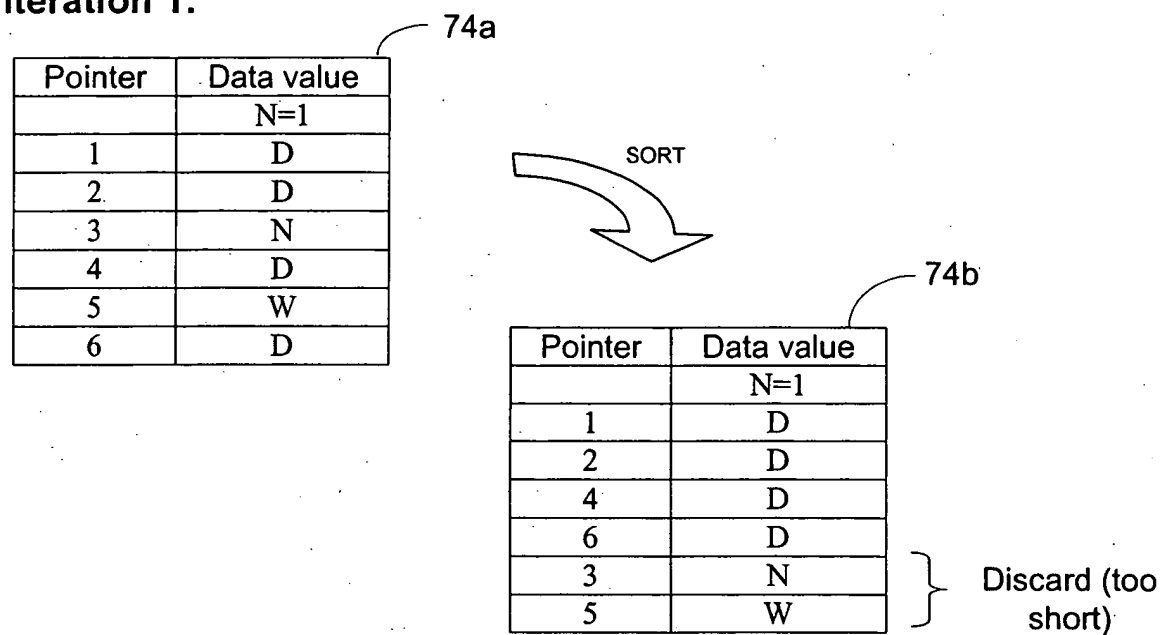 Iteration 1:
74a
Pointer Data value
N=1
1 D
2 D
3 N
4 D
5 W
6 D
SORT
74b
Pointer Data value
N=1
1 D
2 D
4 D
6 D
3 N
5 W
Discard (too
short)